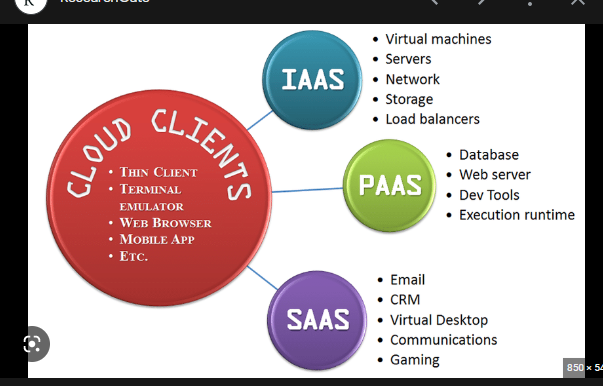 ResearchGate
CLOUD CLIENTS
• THIN CLIENT
• TERMINAL
EMULATOR
• WEB BROWSER
• MOBILE APP
• ETC.
IAAS
• Virtual machines
• Servers
• Network
• Storage
• Load balancers
PAAS
• Database
• Web server
• Dev Tools
• Execution runtime
SAAS
• Email
• CRM
• Virtual Desktop
• Communications
• Gaming
850 × 54